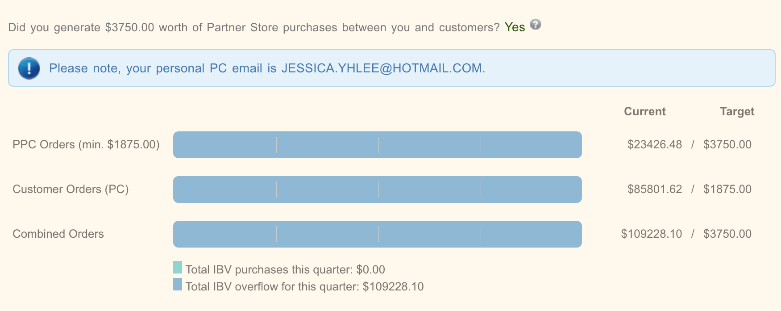 Did you generate $3750.00 worth of Partner Store purchases between you and customers? Yes ?
! Please note, your personal PC email is JESSICA.YHLEE@HOTMAIL.COM.
Current Target
PPC Orders (min. $1875.00) $23426.48 / $3750.00
Customer Orders (PC) $85801.62 / $1875.00
Combined Orders $109228.10 / $3750.00
Total IBV purchases this quarter: $0.00
Total IBV overflow for this quarter: $109228.10